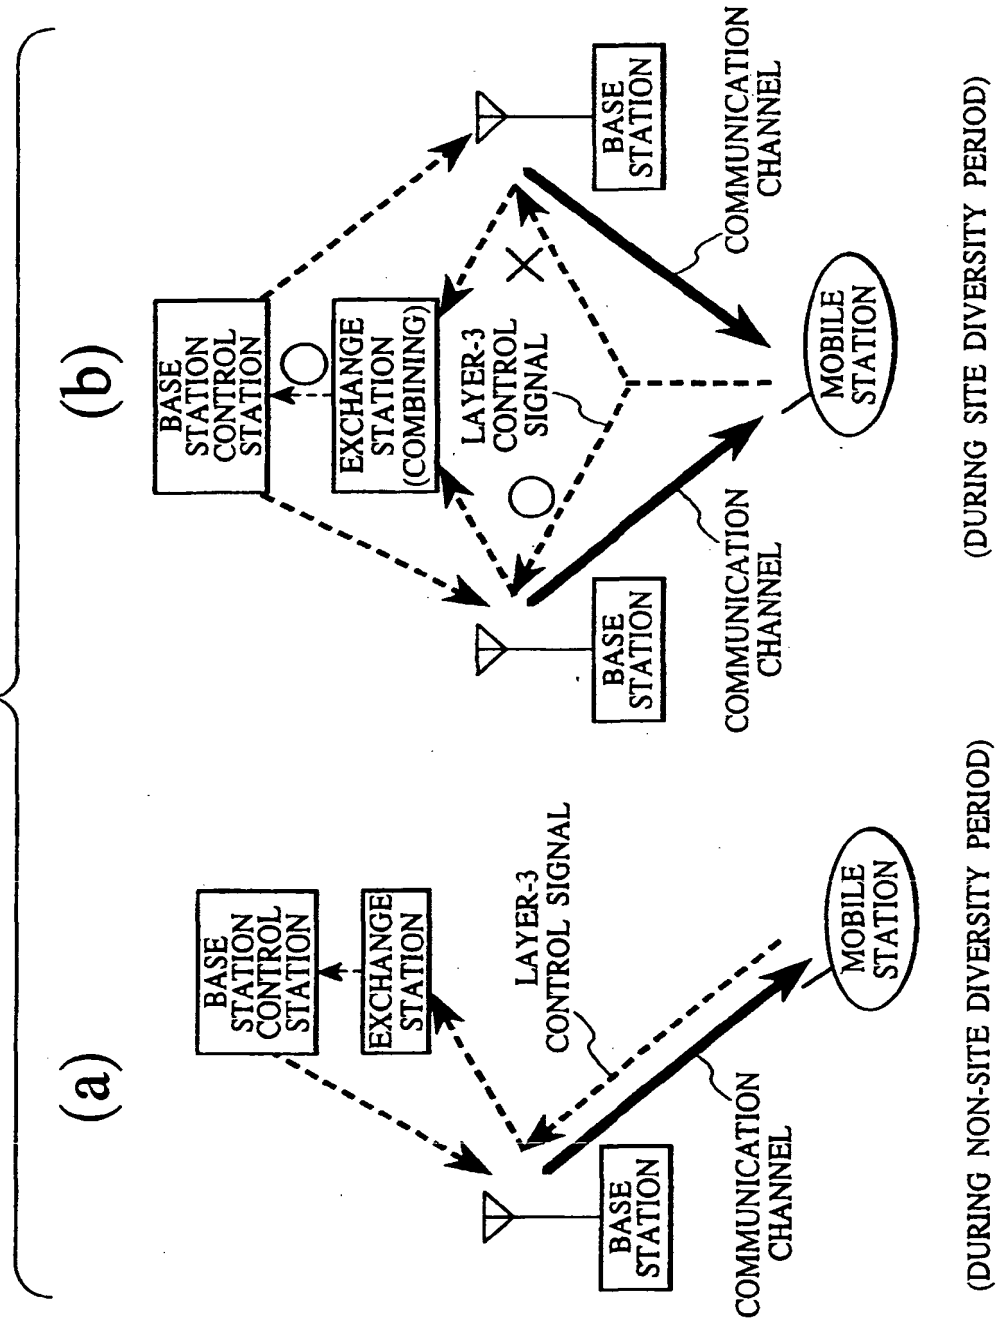 (a)
BASE
STATION
CONTROL
STATION
EXCHANGE
STATION
LAYER-3
CONTROL SIGNAL
BASE
STATION
COMMUNICATION
CHANNEL
MOBILE
STATION
(DURING NON-SITE DIVERSITY PERIOD)
(b)
BASE
STATION
CONTROL
STATION
EXCHANGE
STATION
(COMBINING)
LAYER-3
CONTROL
SIGNAL
BASE
STATION
BASE
STATION
COMMUNICATION
CHANNEL
COMMUNICATION
CHANNEL
MOBILE
STATION
(DURING SITE DIVERSITY PERIOD)